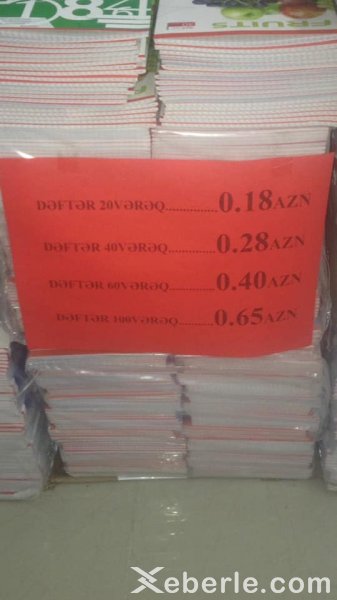 FRUITS
DƏFTƏR 20VƏRƏQ..............0.18AZN
DƏFTƏR 40VƏRƏQ............0.28AZN
DƏFTƏR 60VƏRƏQ............0.40AZN
DƏFTƏR 100VƏRƏQ.........0.65AZN
Xeberle.com